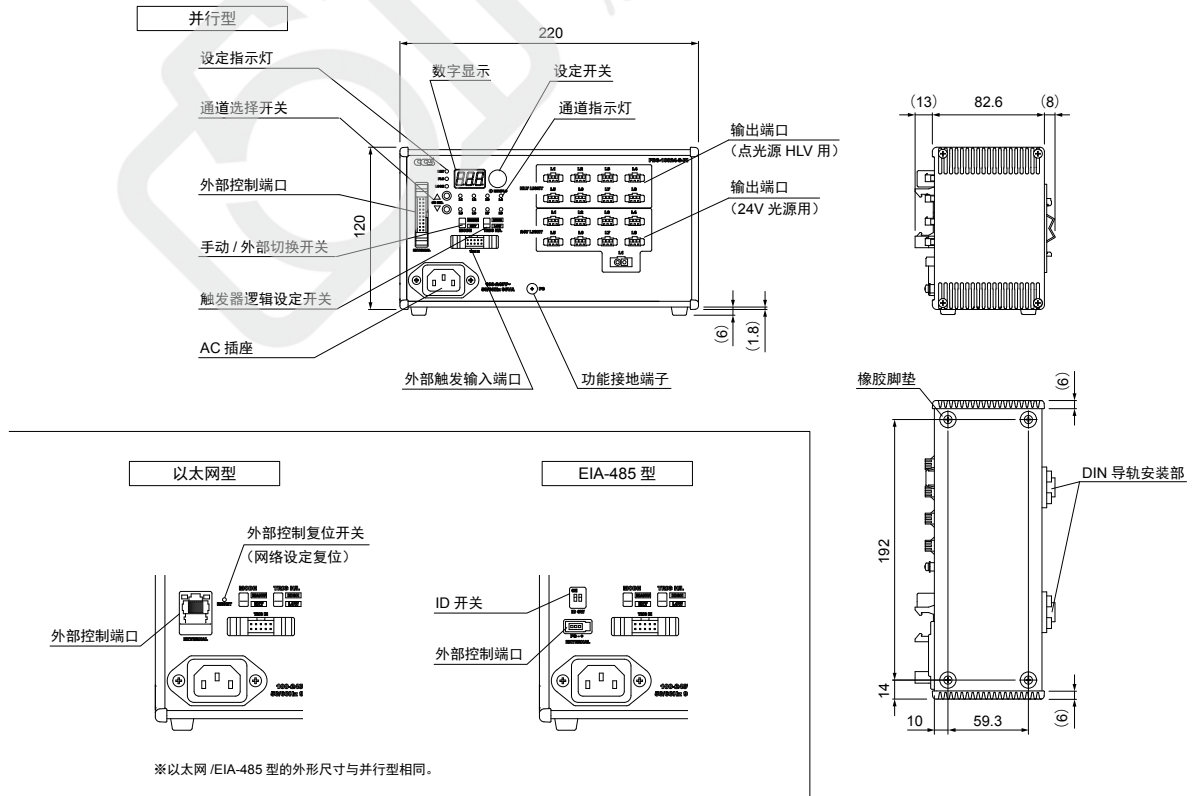 并行型
220
设定指示灯
数字显示
设定开关
通道选择开关
通道指示灯
(13)
82.6
(8)
输出端口
(点光源 HLV 用)
外部控制端口
输出端口
(24V 光源用)
120
手动 / 外部切换开关
触发器逻辑设定开关
(6)
(1.8)
AC 插座
外部触发输入端口
功能接地端子
橡胶脚垫
(6)
DIN 导轨安装部
192
14
10
59.3
(6)
以太网型
EIA-485 型
外部控制复位开关
(网络设定复位)
外部控制端口
ID 开关
外部控制端口
※以太网 /EIA-485 型的外形尺寸与并行型相同。